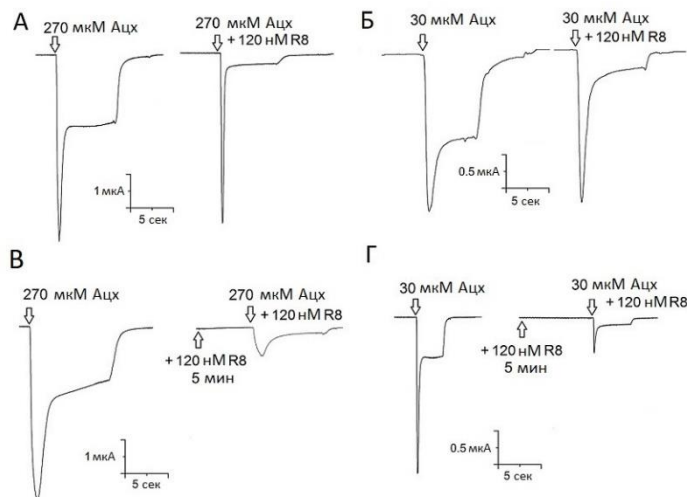 А
270 мкМ Ацх
270 мкМ Ацх
+ 120 нМ R8
1 мкА
5 сек
Б
30 мкМ Ацх
30 мкМ Ацх
+ 120 нМ R8
0.5 мкА
5 сек
В
270 мкМ Ацх
270 мкМ Ацх
+ 120 нМ R8
+ 120 нМ R8
5 мин
1 мкА
5 сек
Г
30 мкМ Ацх
30 мкМ Ацх
+ 120 нМ R8
+ 120 нМ R8
5 мин
0.5 мкА
5 сек